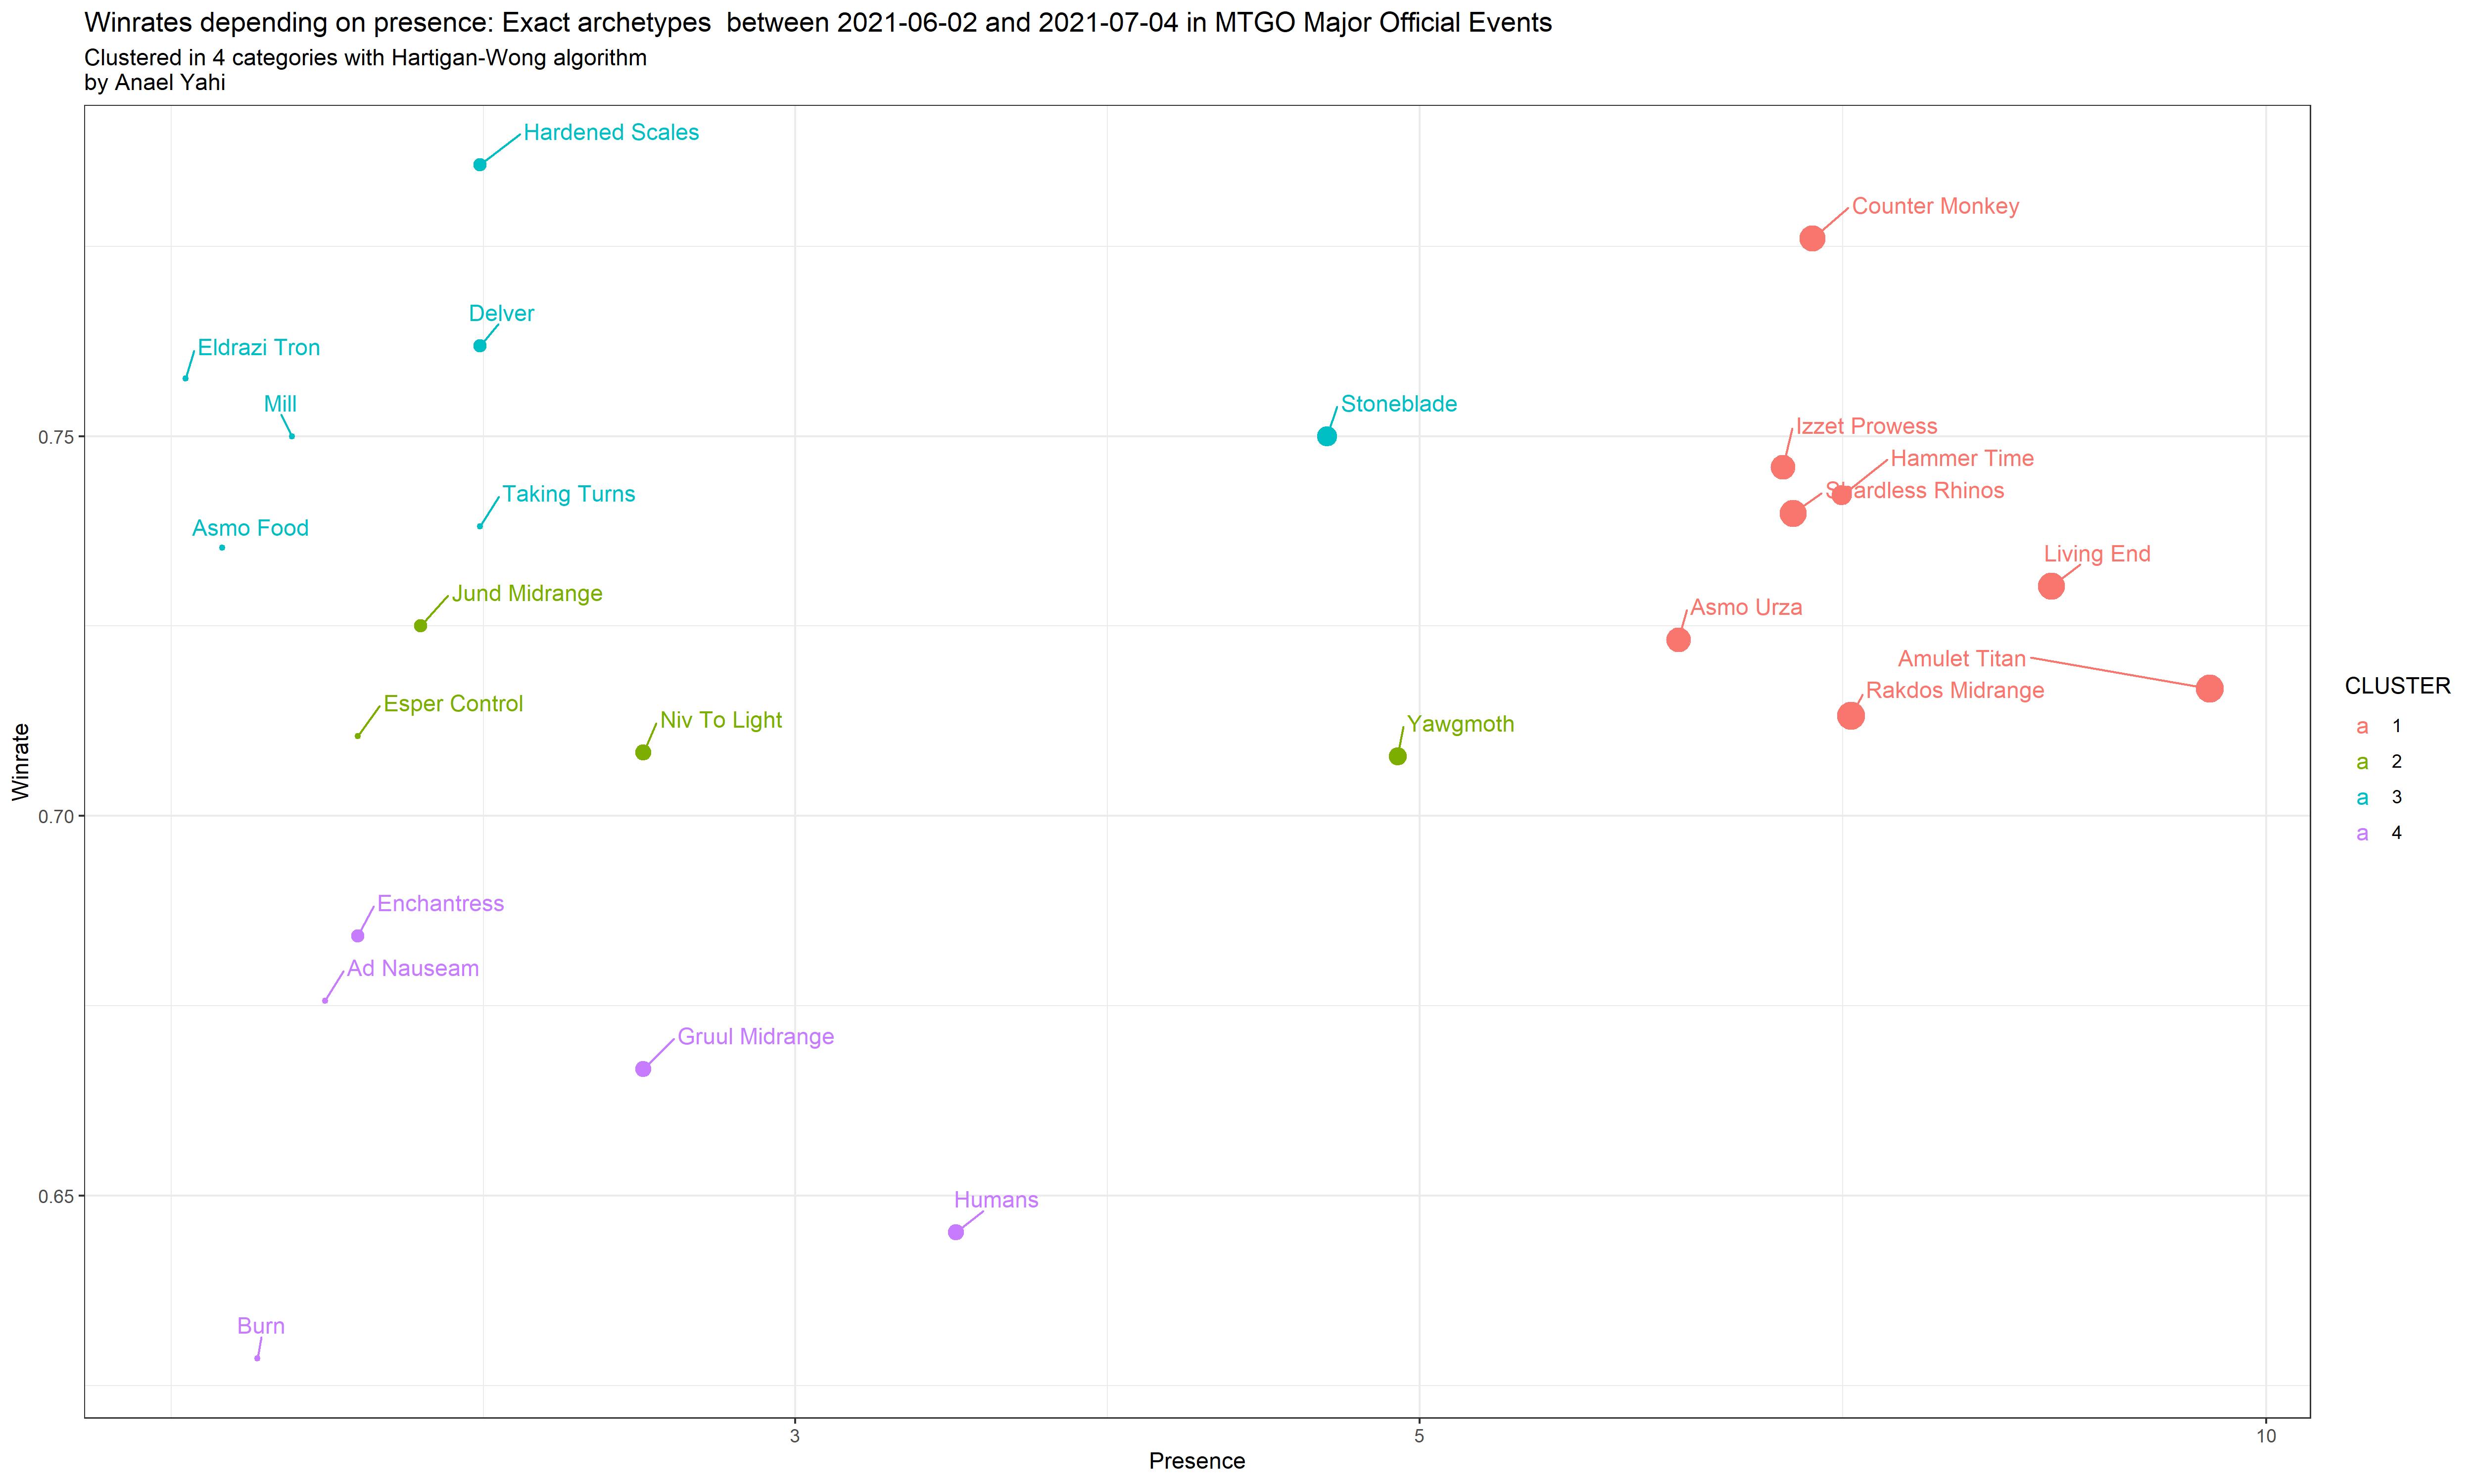 Winrates depending on presence: Exact archetypes  between 2021-06-02 and 2021-07-04 in MTGO Major Official Events
Clustered in 4 categories with Hartigan-Wong algorithm
by Anael Yahi
Hardened Scales
Counter Monkey
Delver
Eldrazi Tron
Mill
Stoneblade
Izzet Prowess
0.75
Hammer Time
Shardless Rhinos
Taking Turns
Asmo Food
Living End
Jund Midrange
Asmo Urza
Amulet Titan
Rakdos Midrange
Esper Control
Niv To Light
Yawgmoth
0.70
Enchantress
Ad Nauseam
Gruul Midrange
0.65
Humans
Burn
3
5
10
Presence
Winrate
CLUSTER
a 1
a 2
a 3
a 4